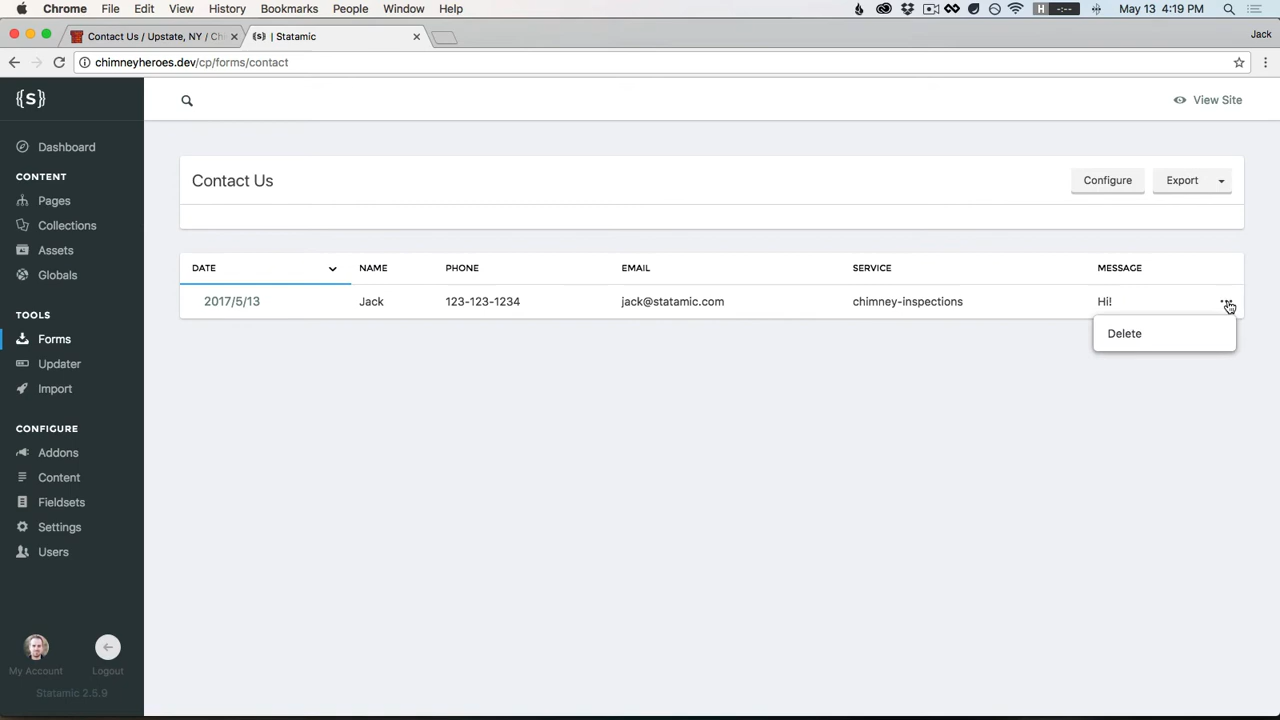 Chrome File Edit View History Bookmarks People Window Help H -:-- May 13 4:19 PM
Contact Us / Upstate, NY / Chi {s} | Statamic Jack
chimneyheroes.dev/cp/forms/contact
{{s}} View Site
Dashboard
CONTENT
Pages
Collections
Assets
Globals
TOOLS
Forms
Updater
Import
CONFIGURE
Addons
Content
Fieldsets
Settings
Users
My Account Logout
Statamic 2.5.9
Contact Us Configure Export
DATE NAME PHONE EMAIL SERVICE MESSAGE
2017/5/13 Jack 123-123-1234 jack@statamic.com chimney-inspections Hi!
Delete